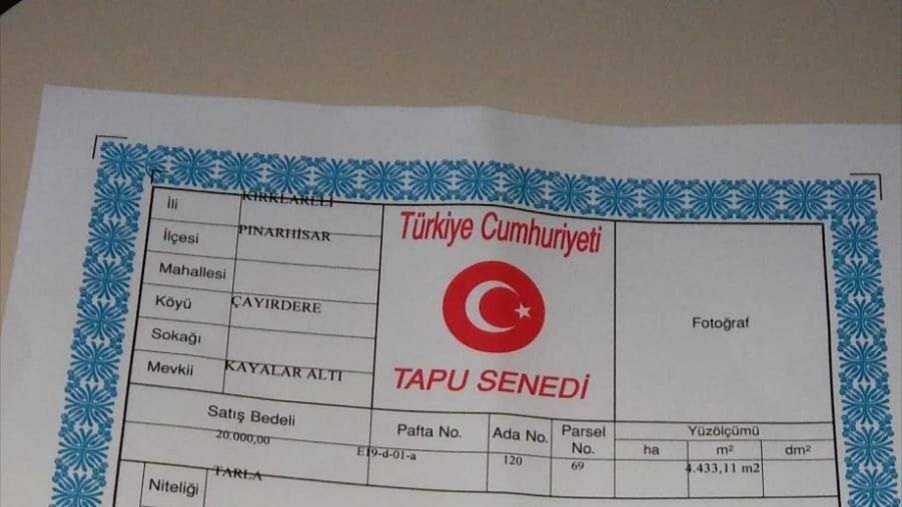 İli KIRKLARELİ
İlçesi PINARHİSAR
Mahallesi
Köyü ÇAYIRDERE
Sokağı
Mevkii KAYALAR ALTI
Türkiye Cumhuriyeti
TAPU SENEDİ
Fotoğraf
Satış Bedeli Pafta No. Ada No. Parsel No. Yüzölçümü
ha m² dm²
20.000,00 E19-d-01-a 120 69 4.433,11 m2
Niteliği TARLA